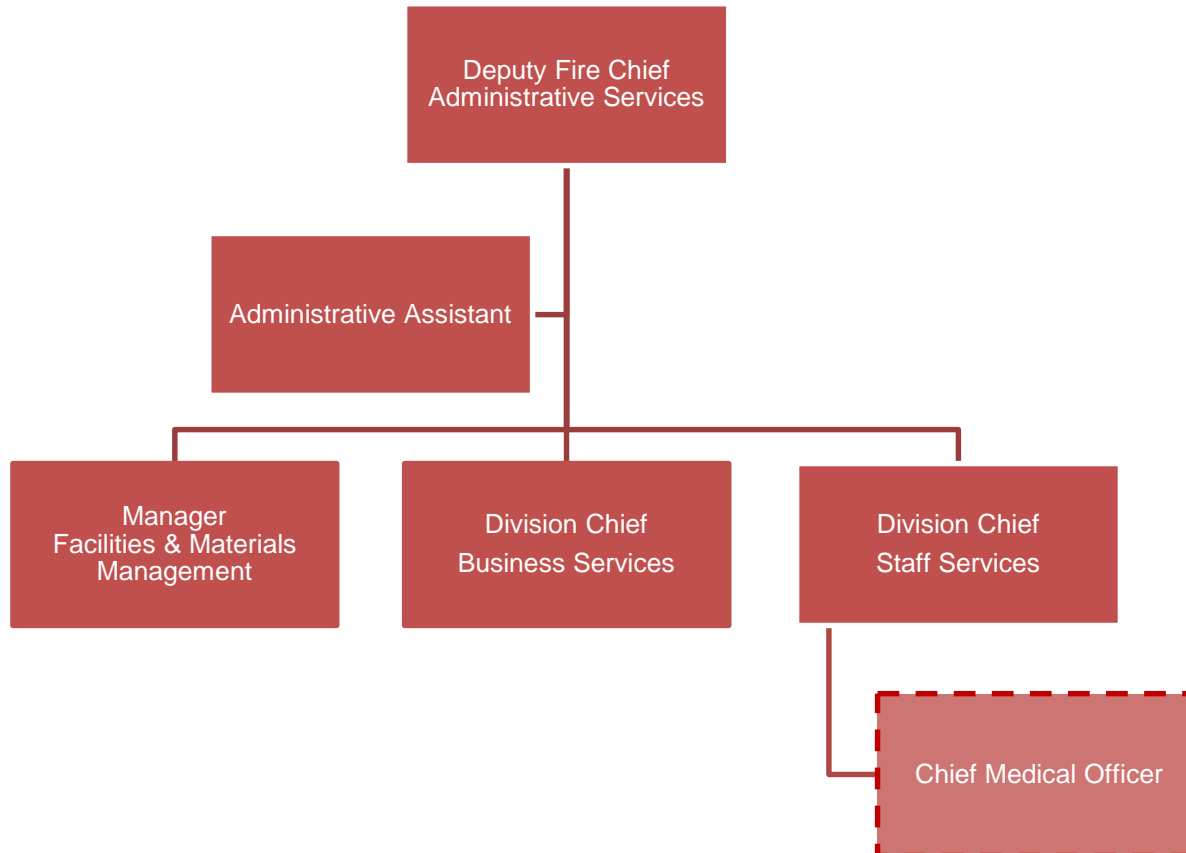 Deputy Fire Chief
Administrative Services
Administrative Assistant
Manager
Facilities & Materials
Management
Division Chief
Business Services
Division Chief
Staff Services
Chief Medical Officer